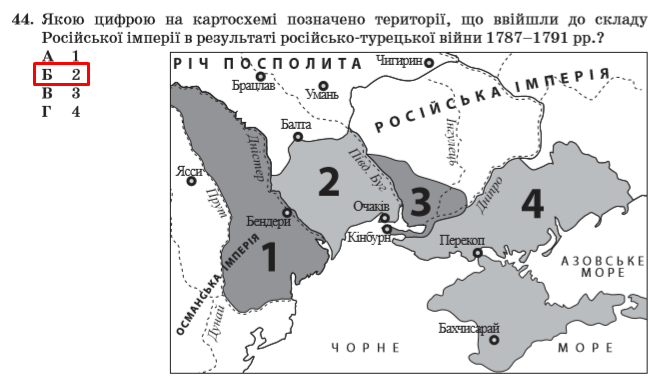 44. Якою цифрою на картосхемі позначено території, що ввійшли до складу
Російської імперії в результаті російсько-турецької війни 1787–1791 рр.?
А 1
Б 2
В 3
Г 4
РІЧ ПОСПОЛИТА
Чигирин
Брацлав
Умань
РОСІЙСЬКА ІМПЕРІЯ
Балта
Інгулець
Дністер
Півд. Буг
Ясси
Прут
2
3
Дніпро
4
Очаків
Бендери
Кінбурн
Перекоп
1
ОСМАНСЬКА ІМПЕРІЯ
АЗОВСЬКЕ
МОРЕ
Дунай
Бахчисарай
ЧОРНЕ МОРЕ